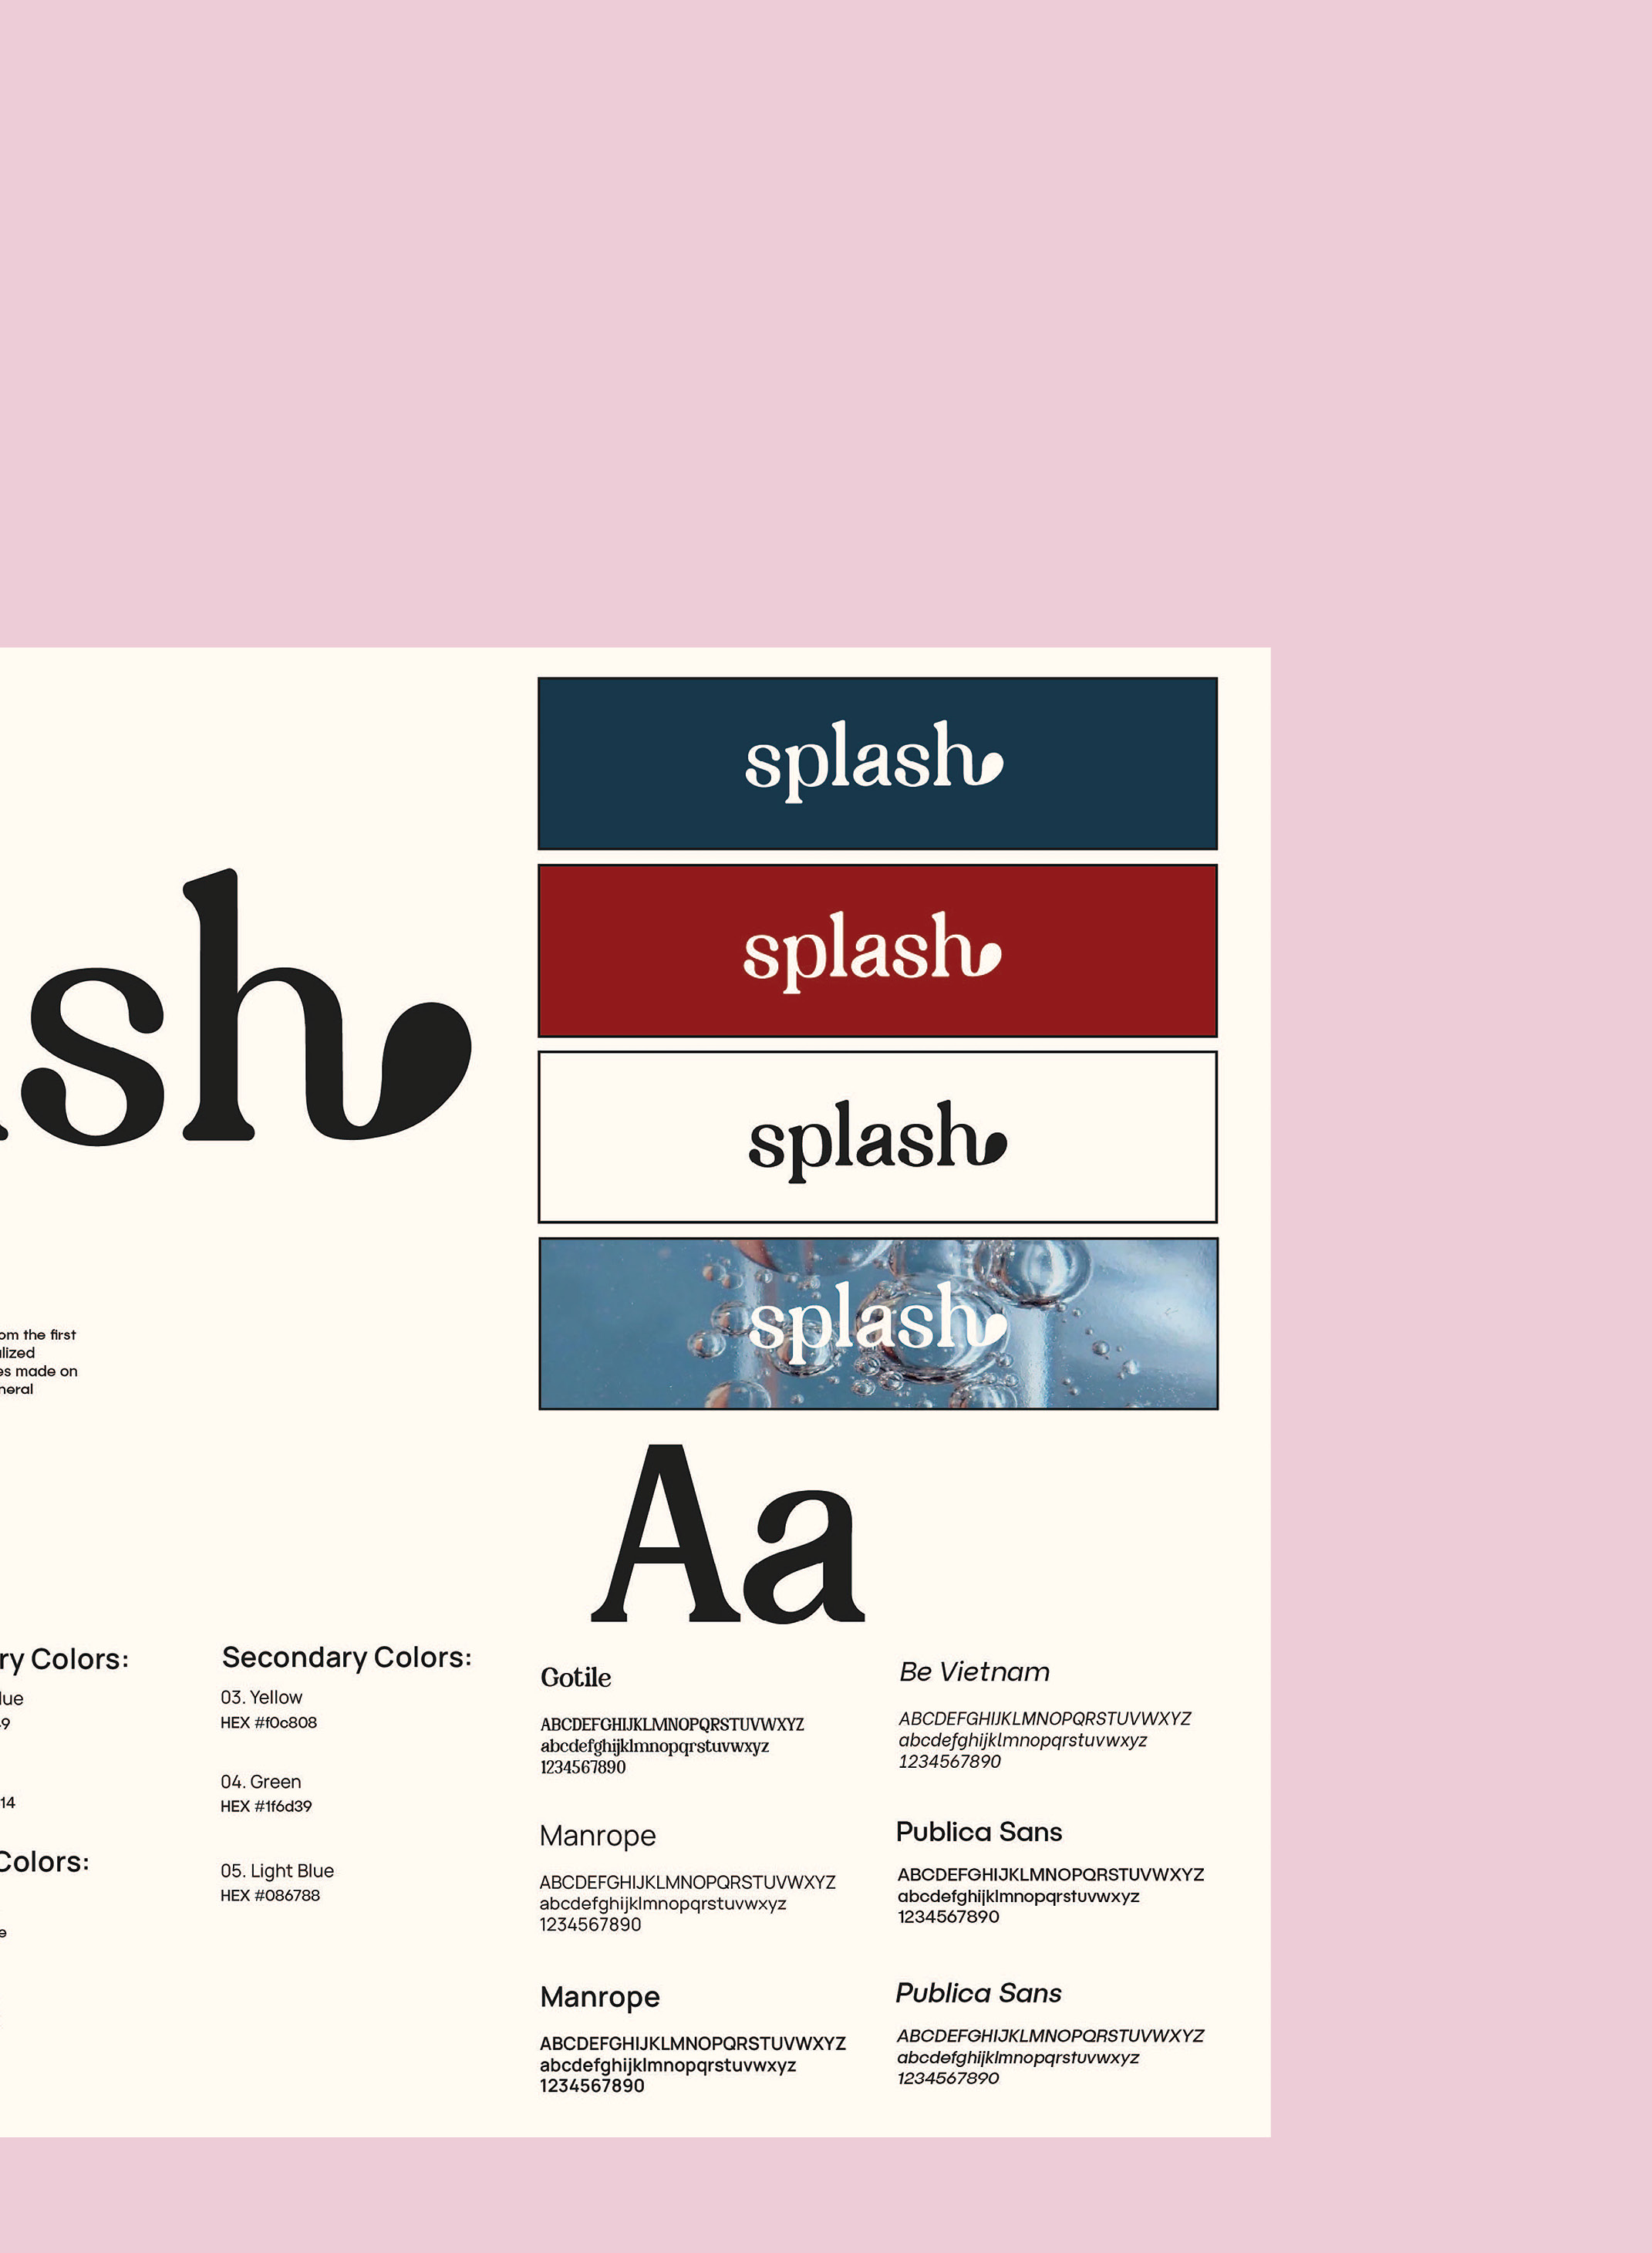 sh
splash
splash
splash
splash
om the first
lized
es made on
neral
Aa
ry Colors:
lue
9
14
Colors:
e
Secondary Colors:
03. Yellow
HEX #f0c808
04. Green
HEX #1f6d39
05. Light Blue
HEX #086788
Gotile
ABCDEFGHIJKLMNOPQRSTUVWXYZ
abcdefghijklmnopqrstuvwxyz
1234567890
Be Vietnam
ABCDEFGHIJKLMNOPQRSTUVWXYZ
abcdefghijklmnopqrstuvwxyz
1234567890
Manrope
ABCDEFGHIJKLMNOPQRSTUVWXYZ
abcdefghijklmnopqrstuvwxyz
1234567890
Publica Sans
ABCDEFGHIJKLMNOPQRSTUVWXYZ
abcdefghijklmnopqrstuvwxyz
1234567890
Manrope
ABCDEFGHIJKLMNOPQRSTUVWXYZ
abcdefghijklmnopqrstuvwxyz
1234567890
Publica Sans
ABCDEFGHIJKLMNOPQRSTUVWXYZ
abcdefghijklmnopqrstuvwxyz
1234567890